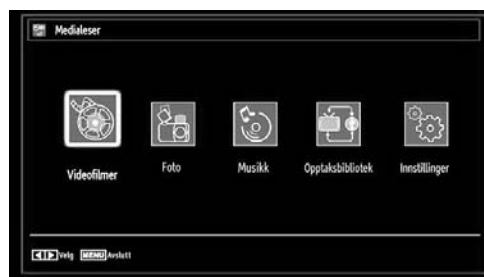 Medialeser
Videofilmer Foto Musikk Opptaksbibliotek Innstillinger
Velg MENU Avslutt